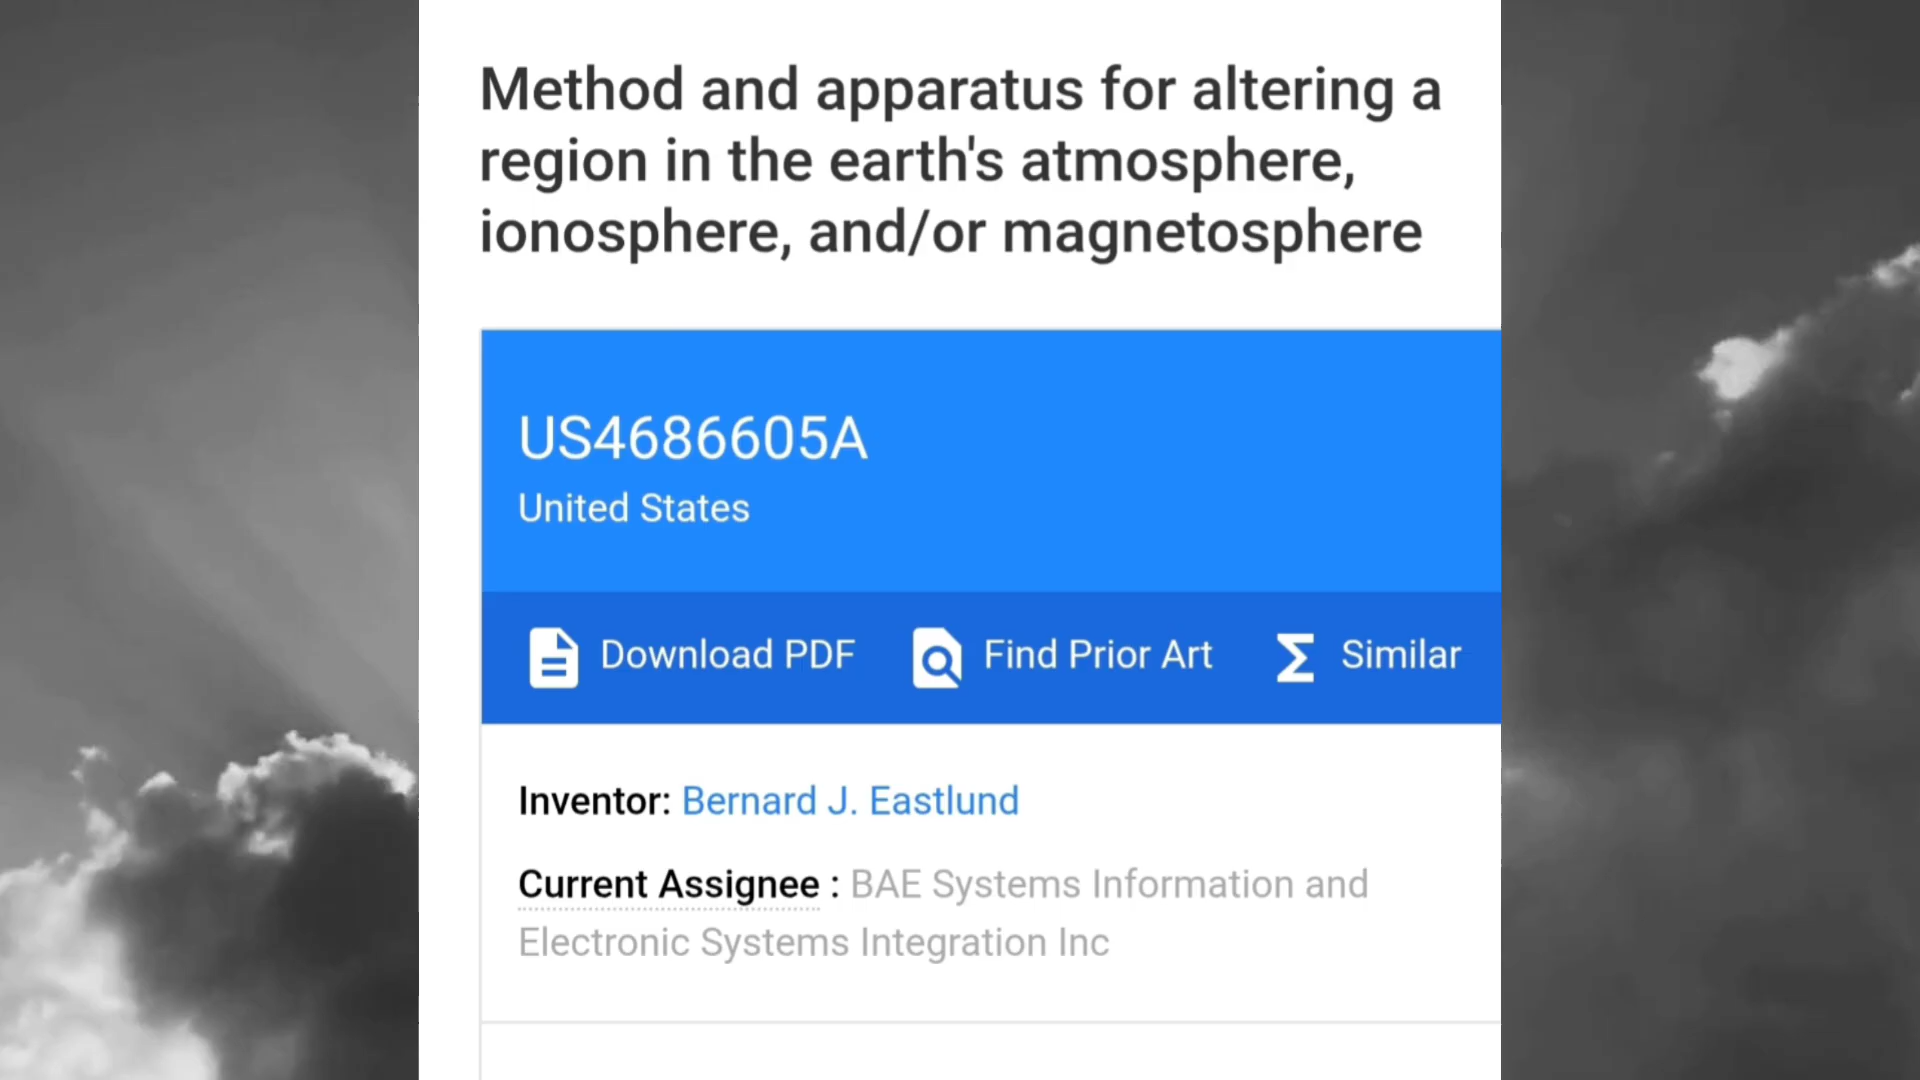 Method and apparatus for altering a
region in the earth's atmosphere,
ionosphere, and/or magnetosphere
US4686605A
United States
Download PDF Find Prior Art Similar
Inventor: Bernard J. Eastlund
Current Assignee : BAE Systems Information and
Electronic Systems Integration Inc